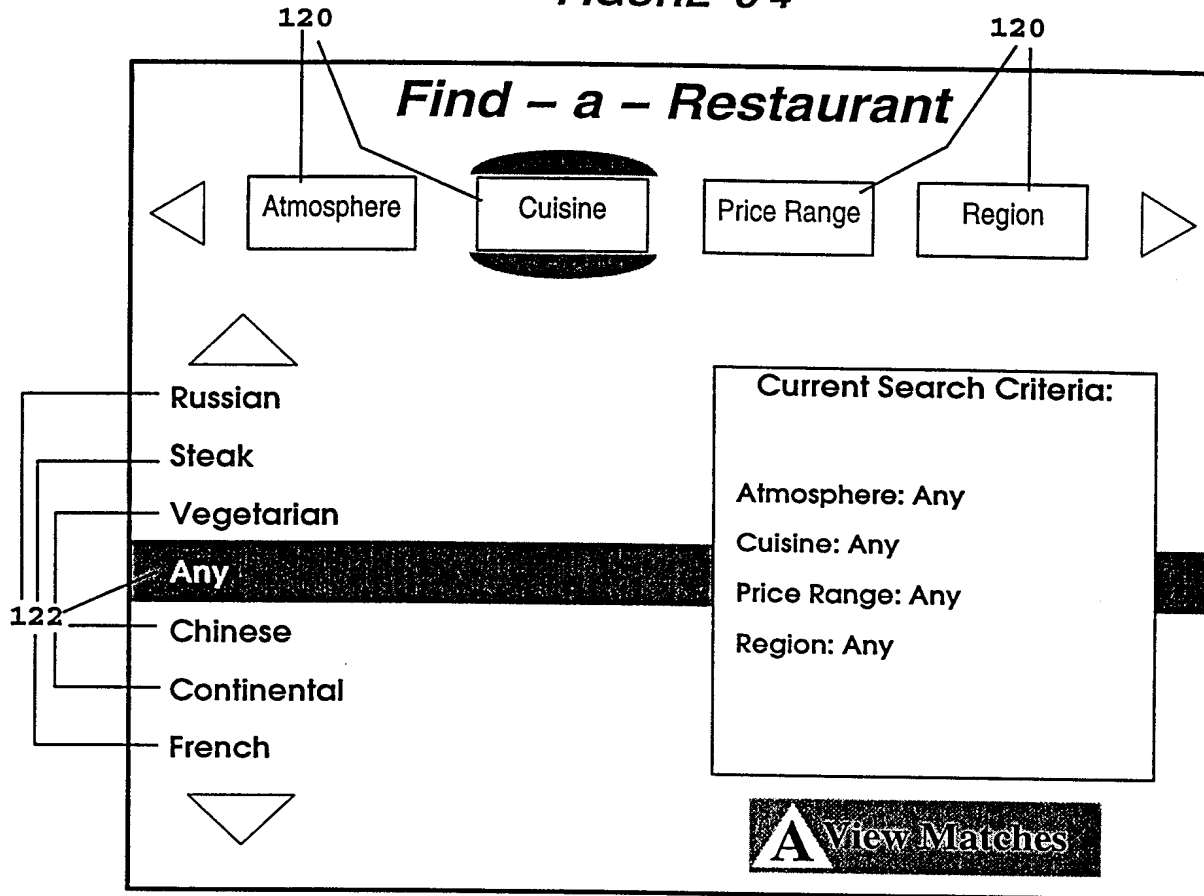 120
120
Find – a – Restaurant
Atmosphere
Cuisine
Price Range
Region
Russian
Steak
Vegetarian
Any
122
Chinese
Continental
French
Current Search Criteria:
Atmosphere: Any
Cuisine: Any
Price Range: Any
Region: Any
A View Matches